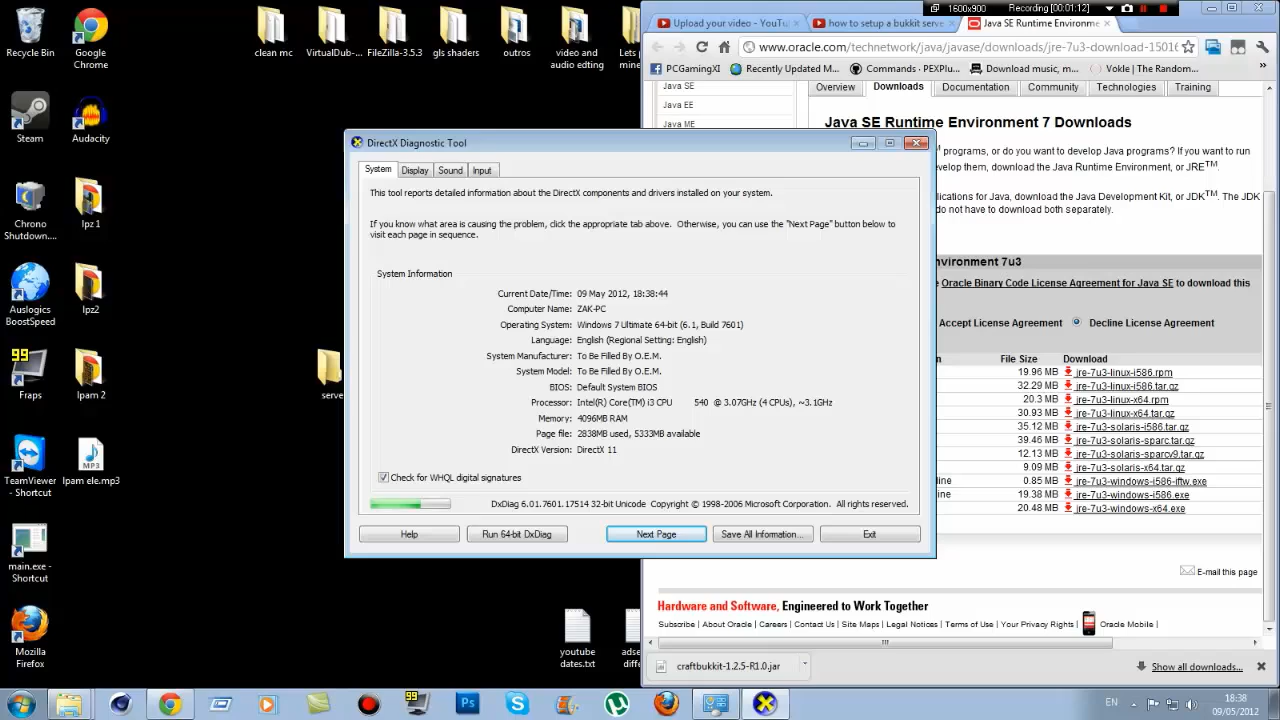 1600x900
Recording [00:01:12]
Recycle Bin
Google
Chrome
clean mc
VirtualDub-...
FileZilla-3.5.3
gls shaders
outros
video and
audio edting
Lets
mine
Steam
Audacity
Chrono
Shutdown....
lpz 1
Auslogics
BoostSpeed
lpz2
99
Fraps
lpam 2
serve
TeamViewer
- Shortcut
MP3
lpam ele.mp3
main.exe -
Shortcut
Mozilla
Firefox
youtube
dates.txt
adse
diffe
Upload your video - YouTu
how to setup a bukkit serve
Java SE Runtime Environm
www.oracle.com/technetwork/java/javase/downloads/jre-7u3-download-1501
PCGamingXI
Recently Updated M...
Commands · PEXPlu...
Download music, m...
Vokle | The Random...
»
Java SE
Java EE
Java ME
Overview
Downloads
Documentation
Community
Technologies
Training
Java SE Runtime Environment 7 Downloads
programs, or do you want to develop Java programs? If you want to run
develop them, download the Java Runtime Environment, or JRE™.
plications for Java, download the Java Development Kit, or JDK™. The JDK
do not have to download both separately.
vironment 7u3
Oracle Binary Code License Agreement for Java SE to download this
Accept License Agreement
Decline License Agreement
File Size
Download
19.96 MB jre-7u3-linux-i586.rpm
32.29 MB jre-7u3-linux-i586.tar.gz
20.3 MB jre-7u3-linux-x64.rpm
30.93 MB jre-7u3-linux-x64.tar.gz
35.12 MB jre-7u3-solaris-i586.tar.gz
39.46 MB jre-7u3-solaris-sparc.tar.gz
12.13 MB jre-7u3-solaris-sparcv9.tar.gz
9.09 MB jre-7u3-solaris-x64.tar.gz
line 0.85 MB jre-7u3-windows-i586-iftw.exe
line 19.38 MB jre-7u3-windows-i586.exe
20.48 MB jre-7u3-windows-x64.exe
E-mail this page
Hardware and Software, Engineered to Work Together
Subscribe | About Oracle | Careers | Contact Us | Site Maps | Legal Notices | Terms of Use | Your Privacy Rights | Oracle Mobile |
craftbukkit-1.2.5-R1.0.jar
Show all downloads...
DirectX Diagnostic Tool
System
Display
Sound
Input
This tool reports detailed information about the DirectX components and drivers installed on your system.
If you know what area is causing the problem, click the appropriate tab above. Otherwise, you can use the "Next Page" button below to
visit each page in sequence.
System Information
Current Date/Time: 09 May 2012, 18:38:44
Computer Name: ZAK-PC
Operating System: Windows 7 Ultimate 64-bit (6.1, Build 7601)
Language: English (Regional Setting: English)
System Manufacturer: To Be Filled By O.E.M.
System Model: To Be Filled By O.E.M.
BIOS: Default System BIOS
Processor: Intel(R) Core(TM) i3 CPU 540 @ 3.07GHz (4 CPUs), ~3.1GHz
Memory: 4096MB RAM
Page file: 2838MB used, 5333MB available
DirectX Version: DirectX 11
Check for WHQL digital signatures
DxDiag 6.01.7601.17514 32-bit Unicode Copyright © 1998-2006 Microsoft Corporation. All rights reserved.
Help
Run 64-bit DxDiag
Next Page
Save All Information...
Exit
99
Ps
EN
18:38
09/05/2012